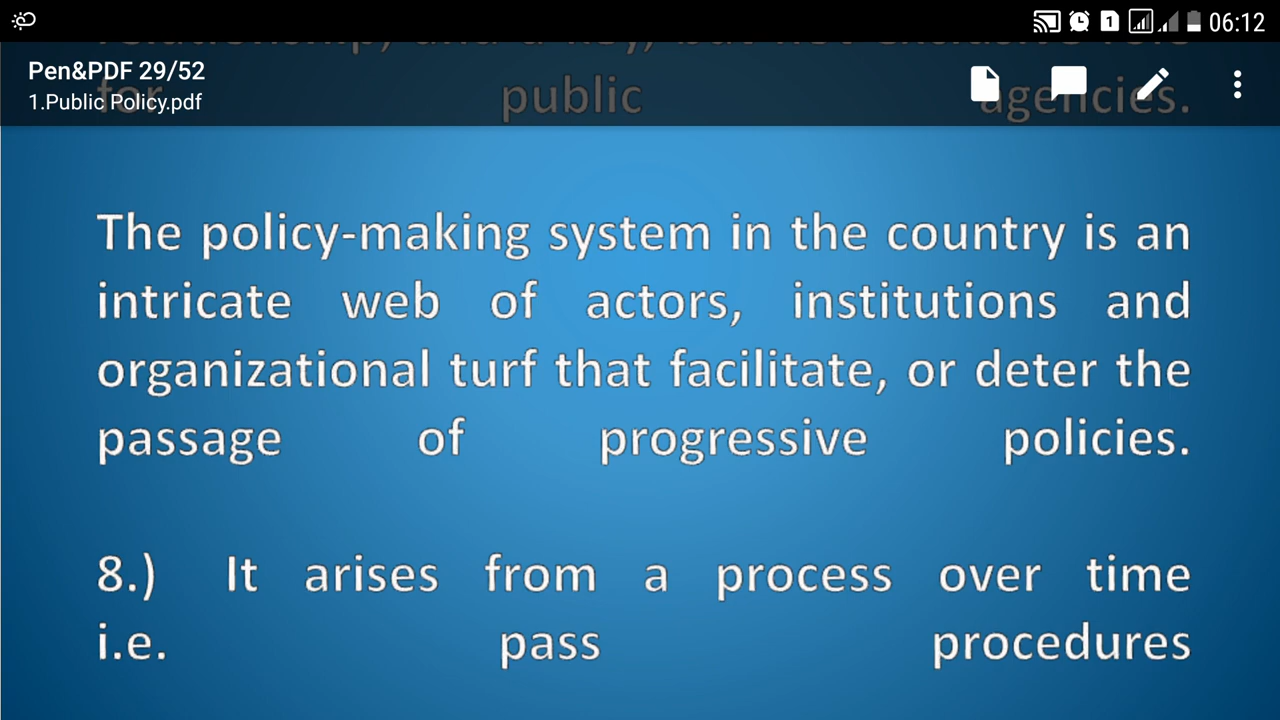 06:12
Pen&PDF 29/52
1.Public Policy.pdf
for public agencies.
The policy-making system in the country is an
intricate web of actors, institutions and
organizational turf that facilitate, or deter the
passage of progressive policies.
8.) It arises from a process over time
i.e. pass procedures